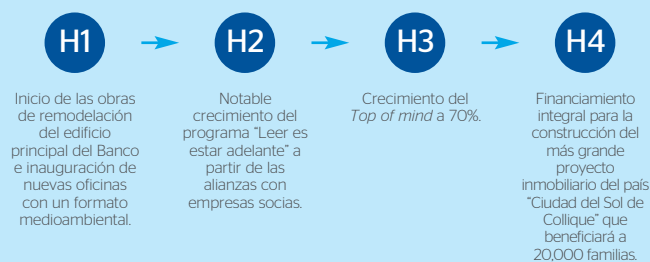 H1
H2
H3
H4
Inicio de las obras
de remodelación
del edificio
principal del Banco
e inauguración de
nuevas oficinas
con un formato
medioambiental.
Notable
crecimiento del
programa "Leer es
estar adelante" a
partir de las
alianzas con
empresas socias.
Crecimiento del
Top of mind a 70%.
Financiamiento
integral para la
construcción del
más grande
proyecto
inmobiliario del país
"Ciudad del Sol de
Collique" que
beneficiará a
20,000 familias.